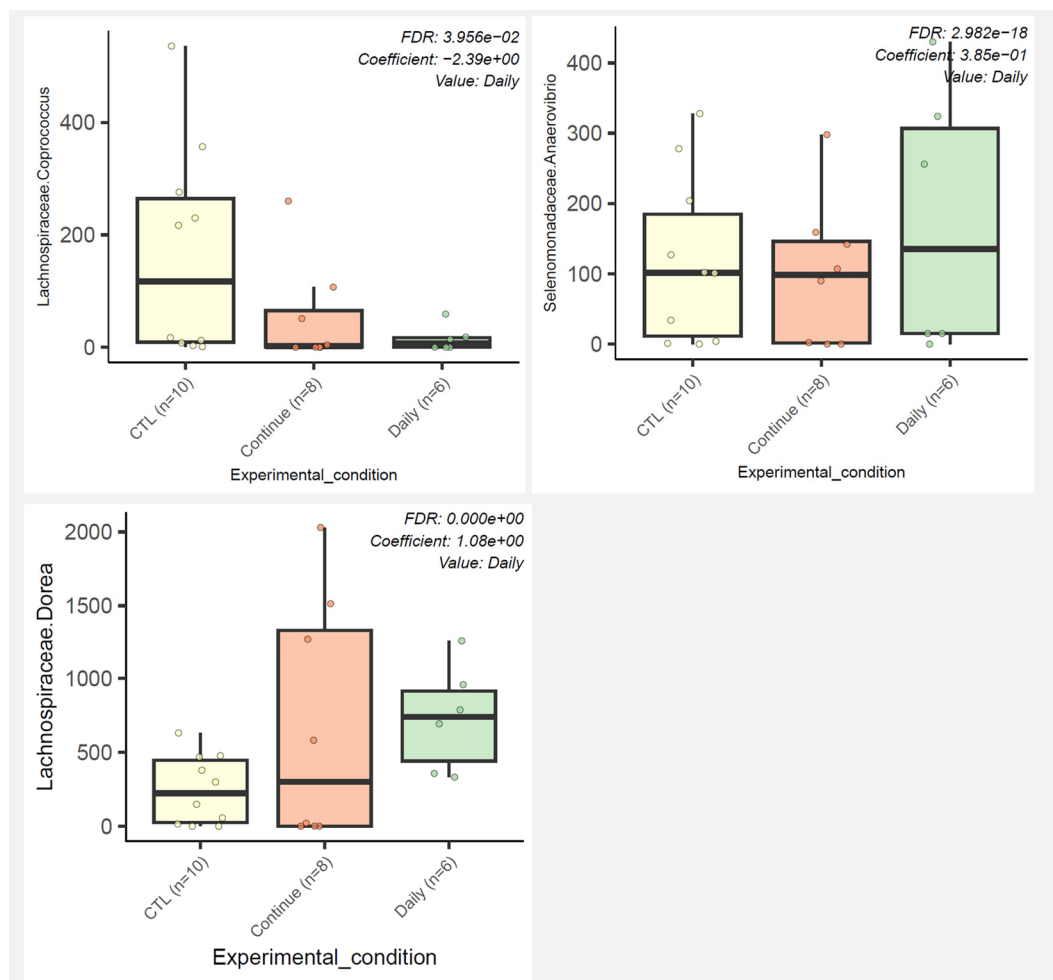 FDR: 3.956e−02
Coefficient: −2.39e+00
Value: Daily
Lachnospiraceae.Coprococcus
400
200
0
CTL (n=10)
Continue (n=8)
Daily (n=6)
Experimental_condition
FDR: 2.982e−18
Coefficient: 3.85e−01
Value: Daily
Selenomonadaceae.Anaerovibrio
400
300
200
100
0
CTL (n=10)
Continue (n=8)
Daily (n=6)
Experimental_condition
FDR: 0.000e+00
Coefficient: 1.08e+00
Value: Daily
Lachnospiraceae.Dorea
2000
1500
1000
500
0
CTL (n=10)
Continue (n=8)
Daily (n=6)
Experimental_condition